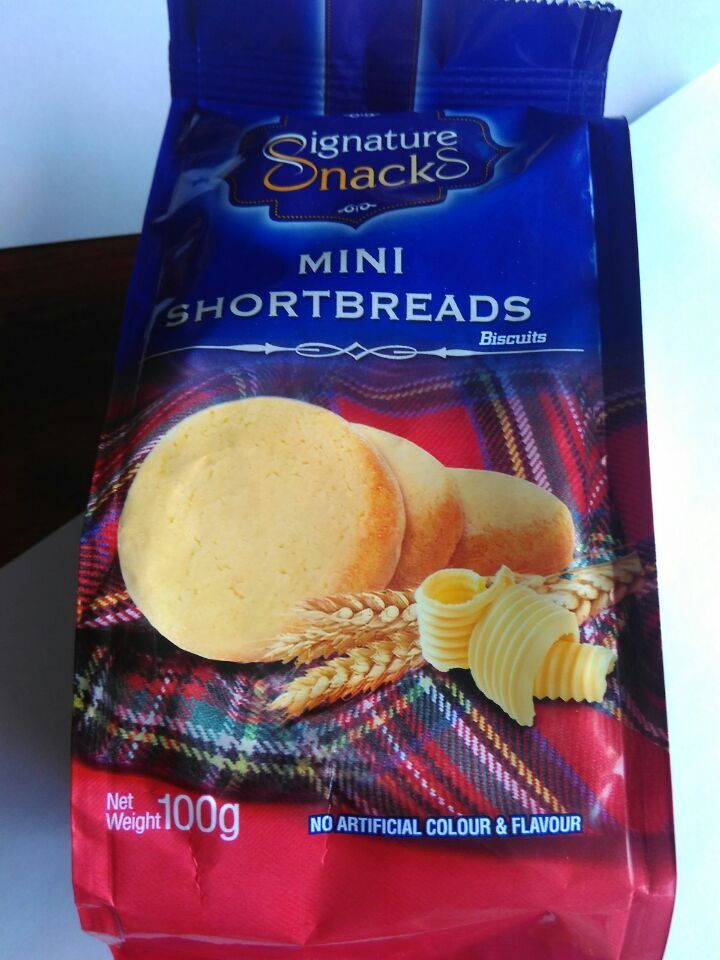 Signature
Snacks
MINI
SHORTBREADS
Biscuits
Net
Weight 100g
NO ARTIFICIAL COLOUR & FLAVOUR